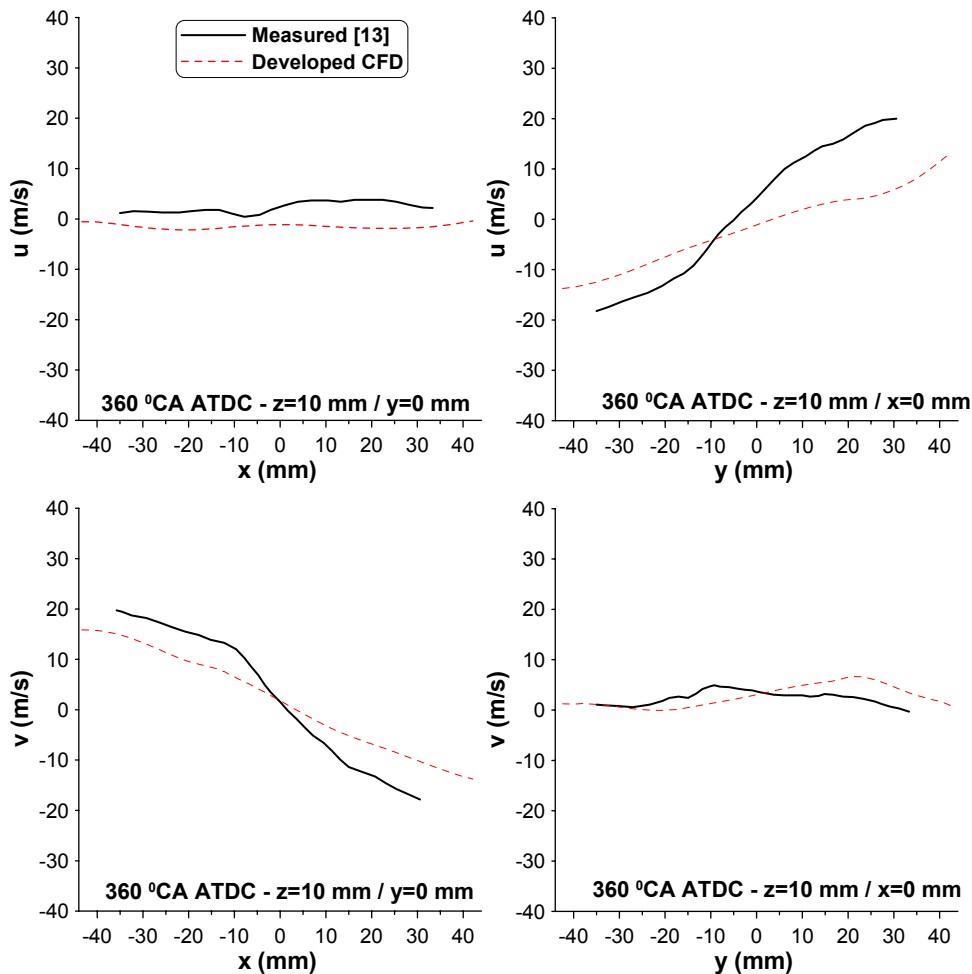 40
30
20
10
0
-10
-20
-30
-40
u (m/s)
Measured [13]
Developed CFD
360 ⁰CA ATDC - z=10 mm / y=0 mm
-40 -30 -20 -10 0 10 20 30 40
x (mm)
40
30
20
10
0
-10
-20
-30
-40
u (m/s)
360 ⁰CA ATDC - z=10 mm / x=0 mm
-40 -30 -20 -10 0 10 20 30 40
y (mm)
40
30
20
10
0
-10
-20
-30
-40
v (m/s)
360 ⁰CA ATDC - z=10 mm / y=0 mm
-40 -30 -20 -10 0 10 20 30 40
x (mm)
40
30
20
10
0
-10
-20
-30
-40
v (m/s)
360 ⁰CA ATDC - z=10 mm / x=0 mm
-40 -30 -20 -10 0 10 20 30 40
y (mm)